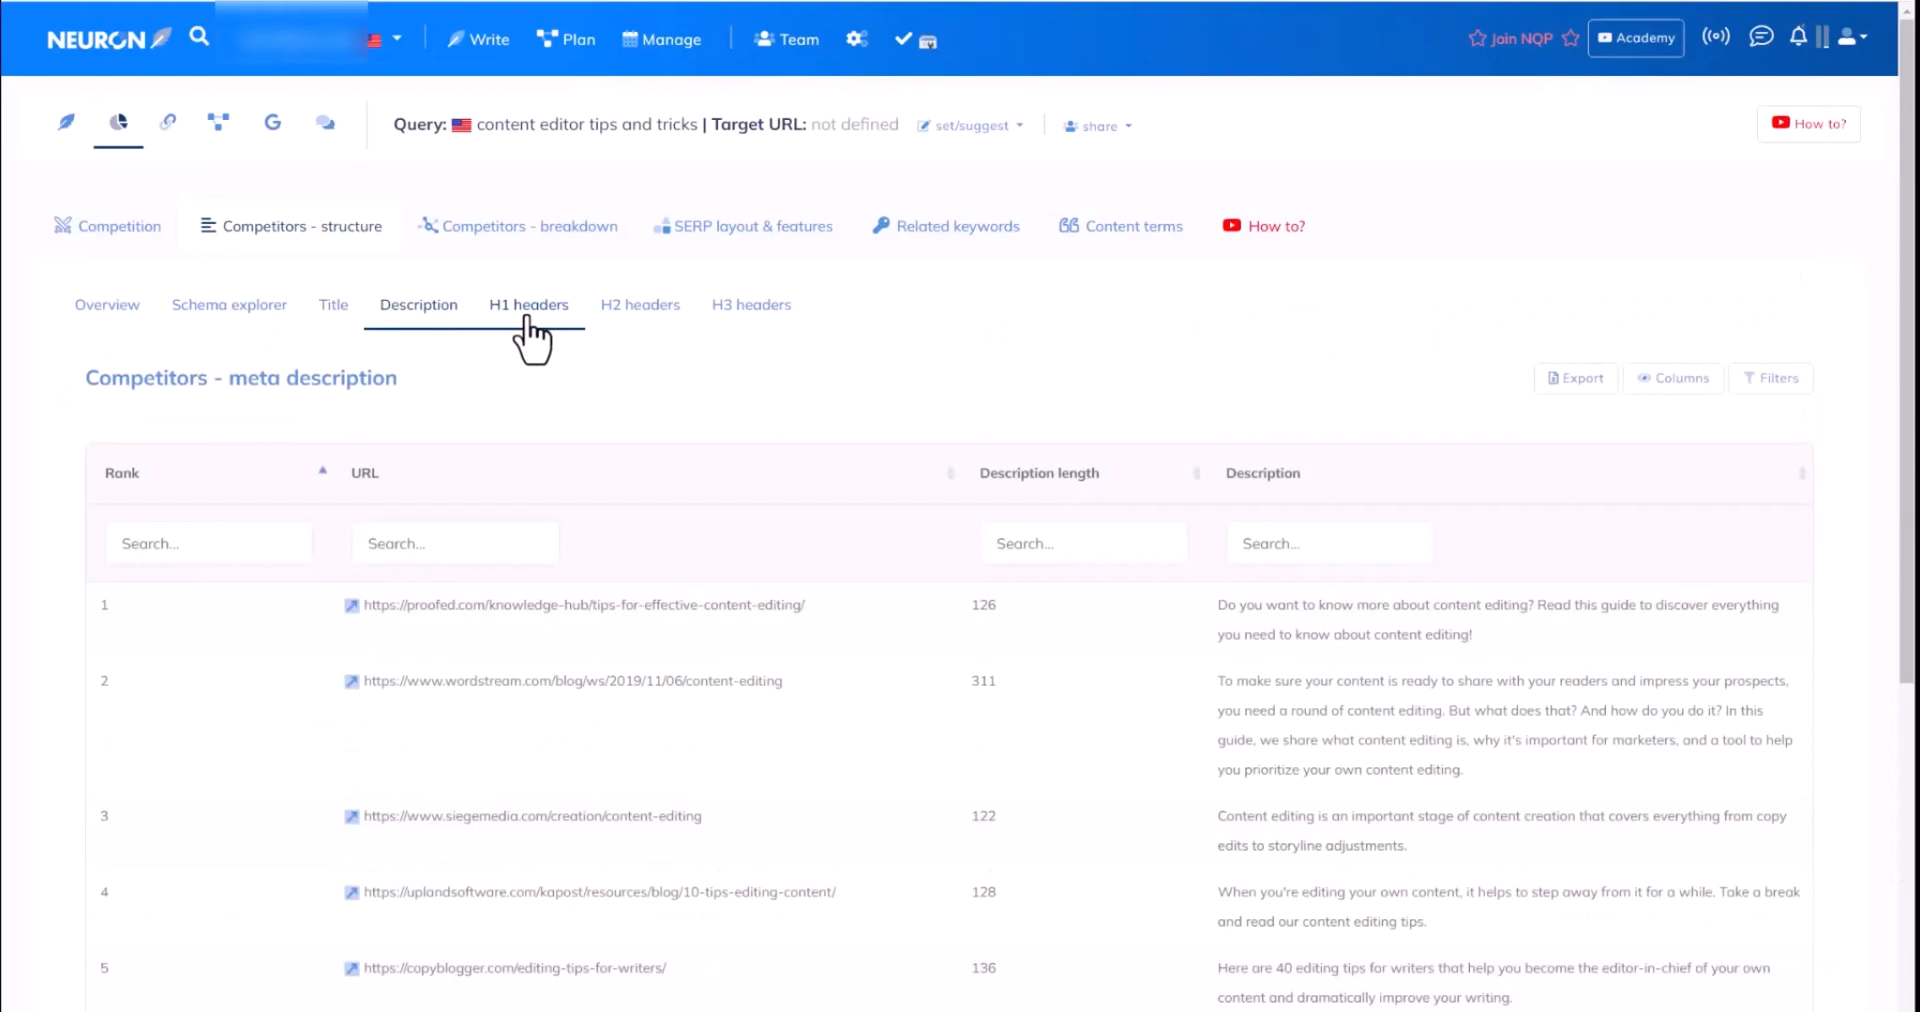 NEURON Write Plan Manage Team Join NQP Academy
Query: content editor tips and tricks | Target URL: not defined set/suggest share How to?
Competition Competitors - structure Competitors - breakdown SERP layout & features Related keywords Content terms How to?
Overview Schema explorer Title Description H1 headers H2 headers H3 headers
Competitors - meta description Export Columns Filters
Rank URL Description length Description
Search... Search... Search... Search...
1 https://proofed.com/knowledge-hub/tips-for-effective-content-editing/ 126 Do you want to know more about content editing? Read this guide to discover everything
you need to know about content editing!
2 https://www.wordstream.com/blog/ws/2019/11/06/content-editing 311 To make sure your content is ready to share with your readers and impress your prospects,
you need a round of content editing. But what does that? And how do you do it? In this
guide, we share what content editing is, why it's important for marketers, and a tool to help
you prioritize your own content editing.
3 https://www.siegemedia.com/creation/content-editing 122 Content editing is an important stage of content creation that covers everything from copy
edits to storyline adjustments.
4 https://uplandsoftware.com/kapost/resources/blog/10-tips-editing-content/ 128 When you're editing your own content, it helps to step away from it for a while. Take a break
and read our content editing tips.
5 https://copyblogger.com/editing-tips-for-writers/ 136 Here are 40 editing tips for writers that help you become the editor-in-chief of your own
content and dramatically improve your writing.